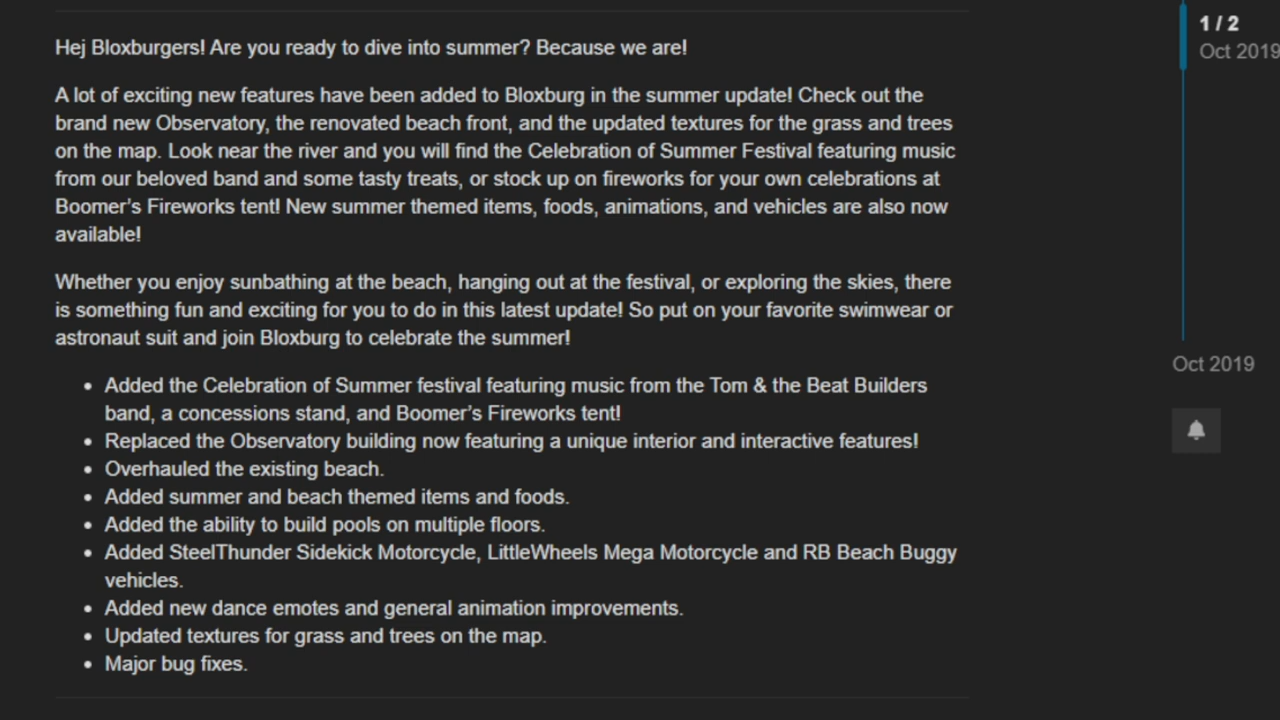 Hej Bloxburgers! Are you ready to dive into summer? Because we are!
A lot of exciting new features have been added to Bloxburg in the summer update! Check out the
brand new Observatory, the renovated beach front, and the updated textures for the grass and trees
on the map. Look near the river and you will find the Celebration of Summer Festival featuring music
from our beloved band and some tasty treats, or stock up on fireworks for your own celebrations at
Boomer’s Fireworks tent! New summer themed items, foods, animations, and vehicles are also now
available!
Whether you enjoy sunbathing at the beach, hanging out at the festival, or exploring the skies, there
is something fun and exciting for you to do in this latest update! So put on your favorite swimwear or
astronaut suit and join Bloxburg to celebrate the summer!
• Added the Celebration of Summer festival featuring music from the Tom & the Beat Builders
band, a concessions stand, and Boomer’s Fireworks tent!
• Replaced the Observatory building now featuring a unique interior and interactive features!
• Overhauled the existing beach.
• Added summer and beach themed items and foods.
• Added the ability to build pools on multiple floors.
• Added SteelThunder Sidekick Motorcycle, LittleWheels Mega Motorcycle and RB Beach Buggy
vehicles.
• Added new dance emotes and general animation improvements.
• Updated textures for grass and trees on the map.
• Major bug fixes.
1 / 2
Oct 2019
Oct 2019